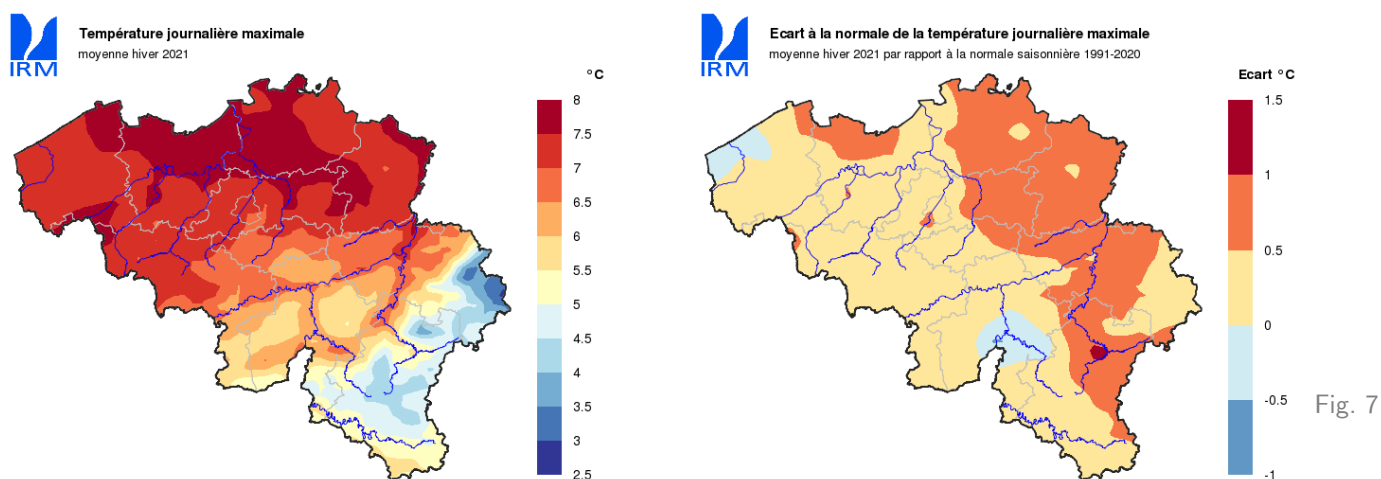 IRM
Température journalière maximale
moyenne hiver 2021
°C
8
7.5
7
6.5
6
5.5
5
4.5
4
3.5
3
2.5
IRM
Ecart à la normale de la température journalière maximale
moyenne hiver 2021 par rapport à la normale saisonnière 1991-2020
Ecart °C
1.5
1
0.5
0
-0.5
-1
Fig. 7